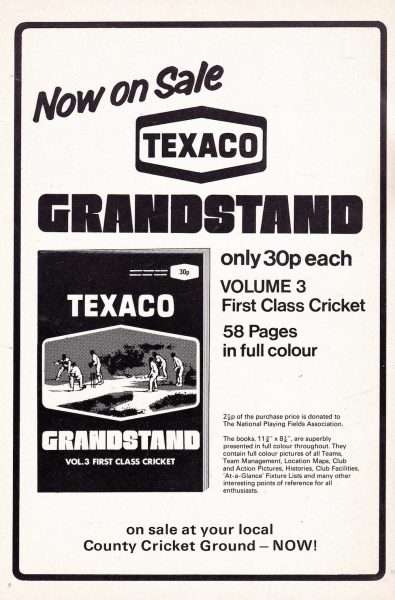 Now on Sale
TEXACO
GRANDSTAND
only 30p each
VOLUME 3
First Class Cricket
58 Pages
in full colour
30p
TEXACO
GRANDSTAND
VOL.3 FIRST CLASS CRICKET
2½p of the purchase price is donated to
The National Playing Fields Association.
The books, 11¾" x 8¼", are superbly
presented in full colour throughout. They
contain full colour pictures of all Teams,
Team Management, Location Maps, Club
and Action Pictures, Histories, Club Facilities,
'At-a-Glance' Fixture Lists and many other
interesting points of reference for all
enthusiasts.
on sale at your local
County Cricket Ground – NOW!